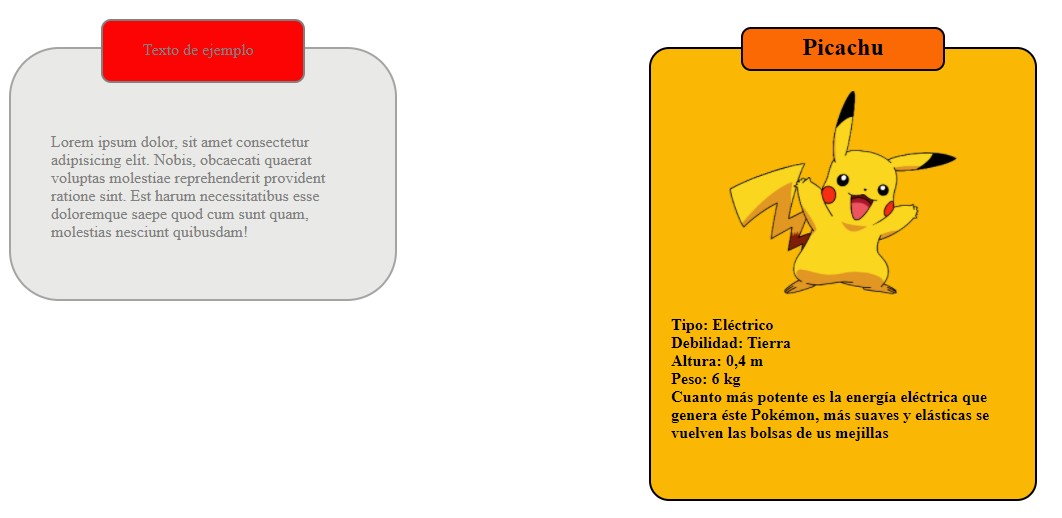 Texto de ejemplo
Lorem ipsum dolor, sit amet consectetur
adipisicing elit. Nobis, obcaecati quaerat
voluptas molestiae reprehenderit provident
ratione sint. Est harum necessitatibus esse
doloremque saepe quod cum sunt quam,
molestias nesciunt quibusdam!
Picachu
Tipo: Eléctrico
Debilidad: Tierra
Altura: 0,4 m
Peso: 6 kg
Cuanto más potente es la energía eléctrica que
genera éste Pokémon, más suaves y elásticas se
vuelven las bolsas de us mejillas